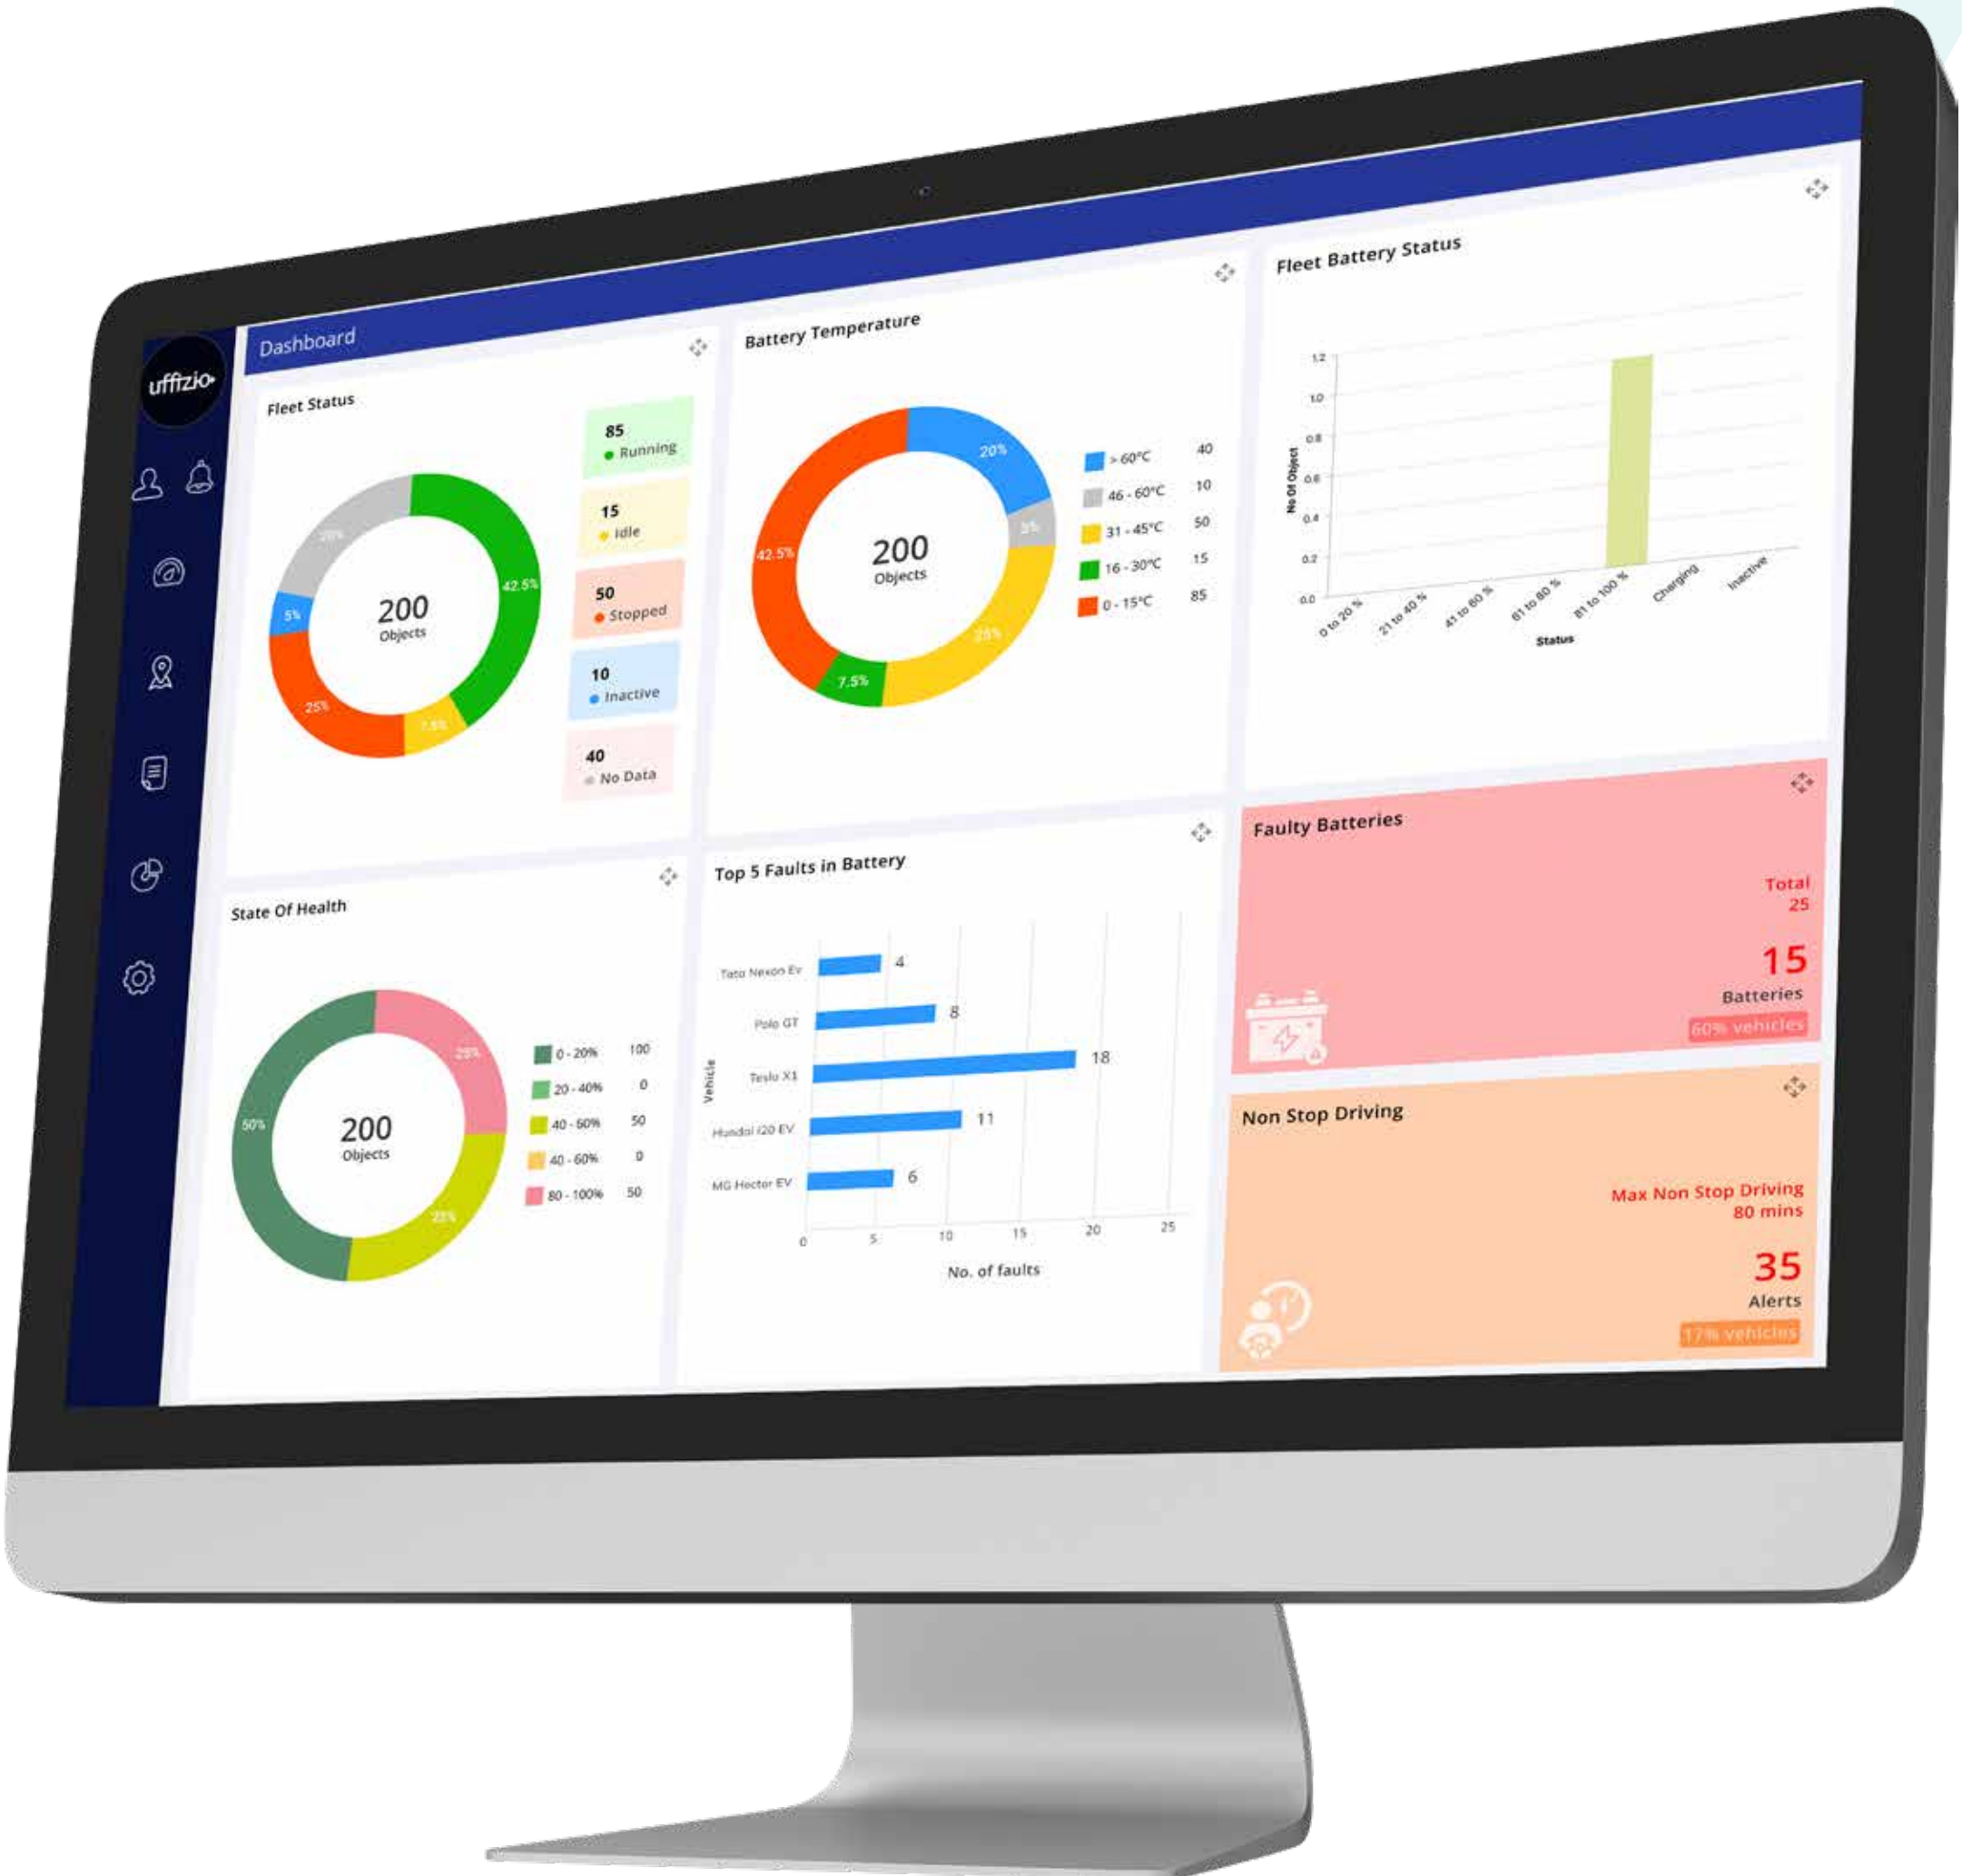 uffizio
Dashboard
Fleet Status
85
Running
15
Idle
50
Stopped
10
Inactive
40
No Data
20%
42.5%
5%
25%
7.5%
200
Objects
Battery Temperature
20%
5%
42.5%
25%
7.5%
200
Objects
> 60°C 40
46 - 60°C 10
31 - 45°C 50
16 - 30°C 15
0 - 15°C 85
Fleet Battery Status
No Of Object
1.2
1.0
0.8
0.6
0.4
0.2
0.0
0 to 20 %
21 to 40 %
41 to 60 %
61 to 80 %
81 to 100 %
Charging
Inactive
Status
State Of Health
25%
50%
25%
200
Objects
0 - 20% 100
20 - 40% 0
40 - 60% 50
40 - 60% 0
80 - 100% 50
Top 5 Faults in Battery
Vehicle
Tata Nexon Ev 4
Polo GT 8
Tesla X1 18
Hundai i20 EV 11
MG Hector EV 6
0 5 10 15 20 25
No. of faults
Faulty Batteries
Total
25
15
Batteries
60% vehicles
Non Stop Driving
Max Non Stop Driving
80 mins
35
Alerts
17% vehicles